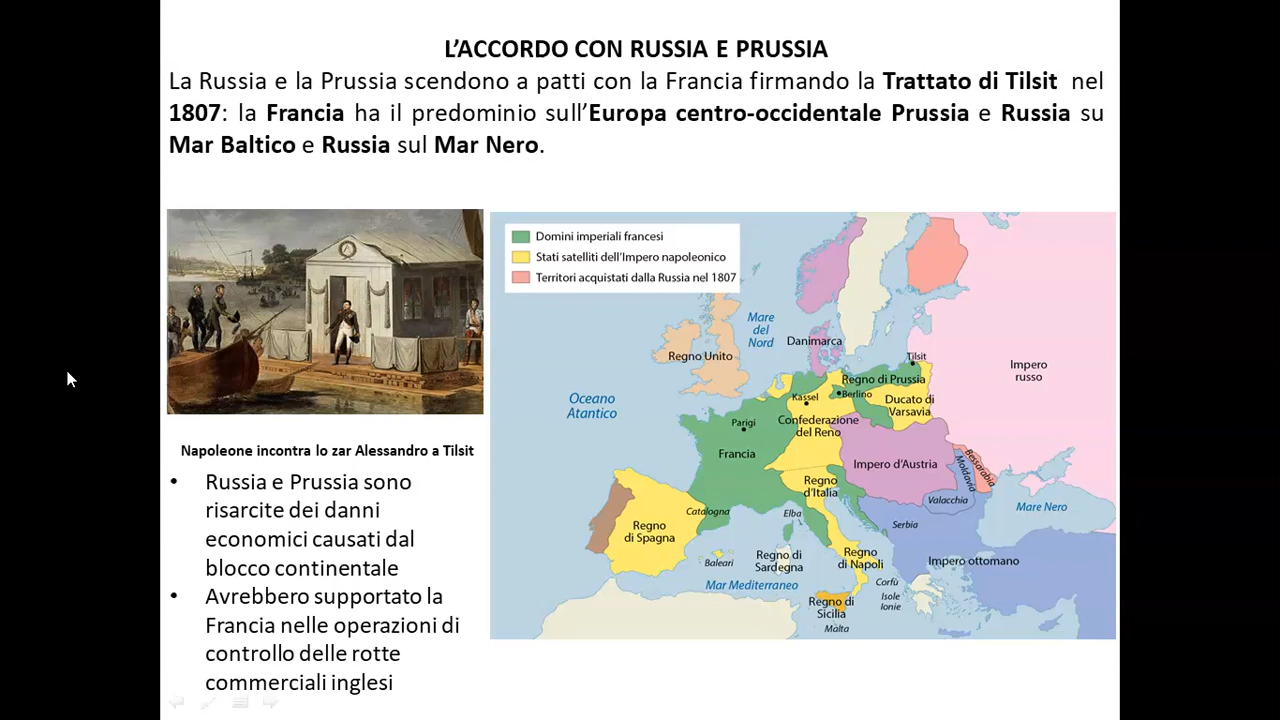 L'ACCORDO CON RUSSIA E PRUSSIA
La Russia e la Prussia scendono a patti con la Francia firmando la Trattato di Tilsit nel
1807: la Francia ha il predominio sull'Europa centro-occidentale Prussia e Russia su
Mar Baltico e Russia sul Mar Nero.
Napoleone incontra lo zar Alessandro a Tilsit
• Russia e Prussia sono
risarcite dei danni
economici causati dal
blocco continentale
• Avrebbero supportato la
Francia nelle operazioni di
controllo delle rotte
commerciali inglesi
Domini imperiali francesi
Stati satelliti dell'Impero napoleonico
Territori acquistati dalla Russia nel 1807
Mare
del
Nord
Danimarca
Regno Unito
Tilsit
Impero
russo
Regno di Prussia
Berlino
Kassel
Ducato di
Varsavia
Oceano
Atantico
Parigi
Confederazione
del Reno
Francia
Impero d'Austria
Moldavia
Bessarabia
Regno
d'Italia
Valacchia
Mare Nero
Catalogna
Elba
Serbia
Regno
di Spagna
Baleari
Regno di
Sardegna
Regno
di Napoli
Impero ottomano
Mar Mediterraneo
Corfù
Isole
Ionie
Regno di
Sicilia
Malta